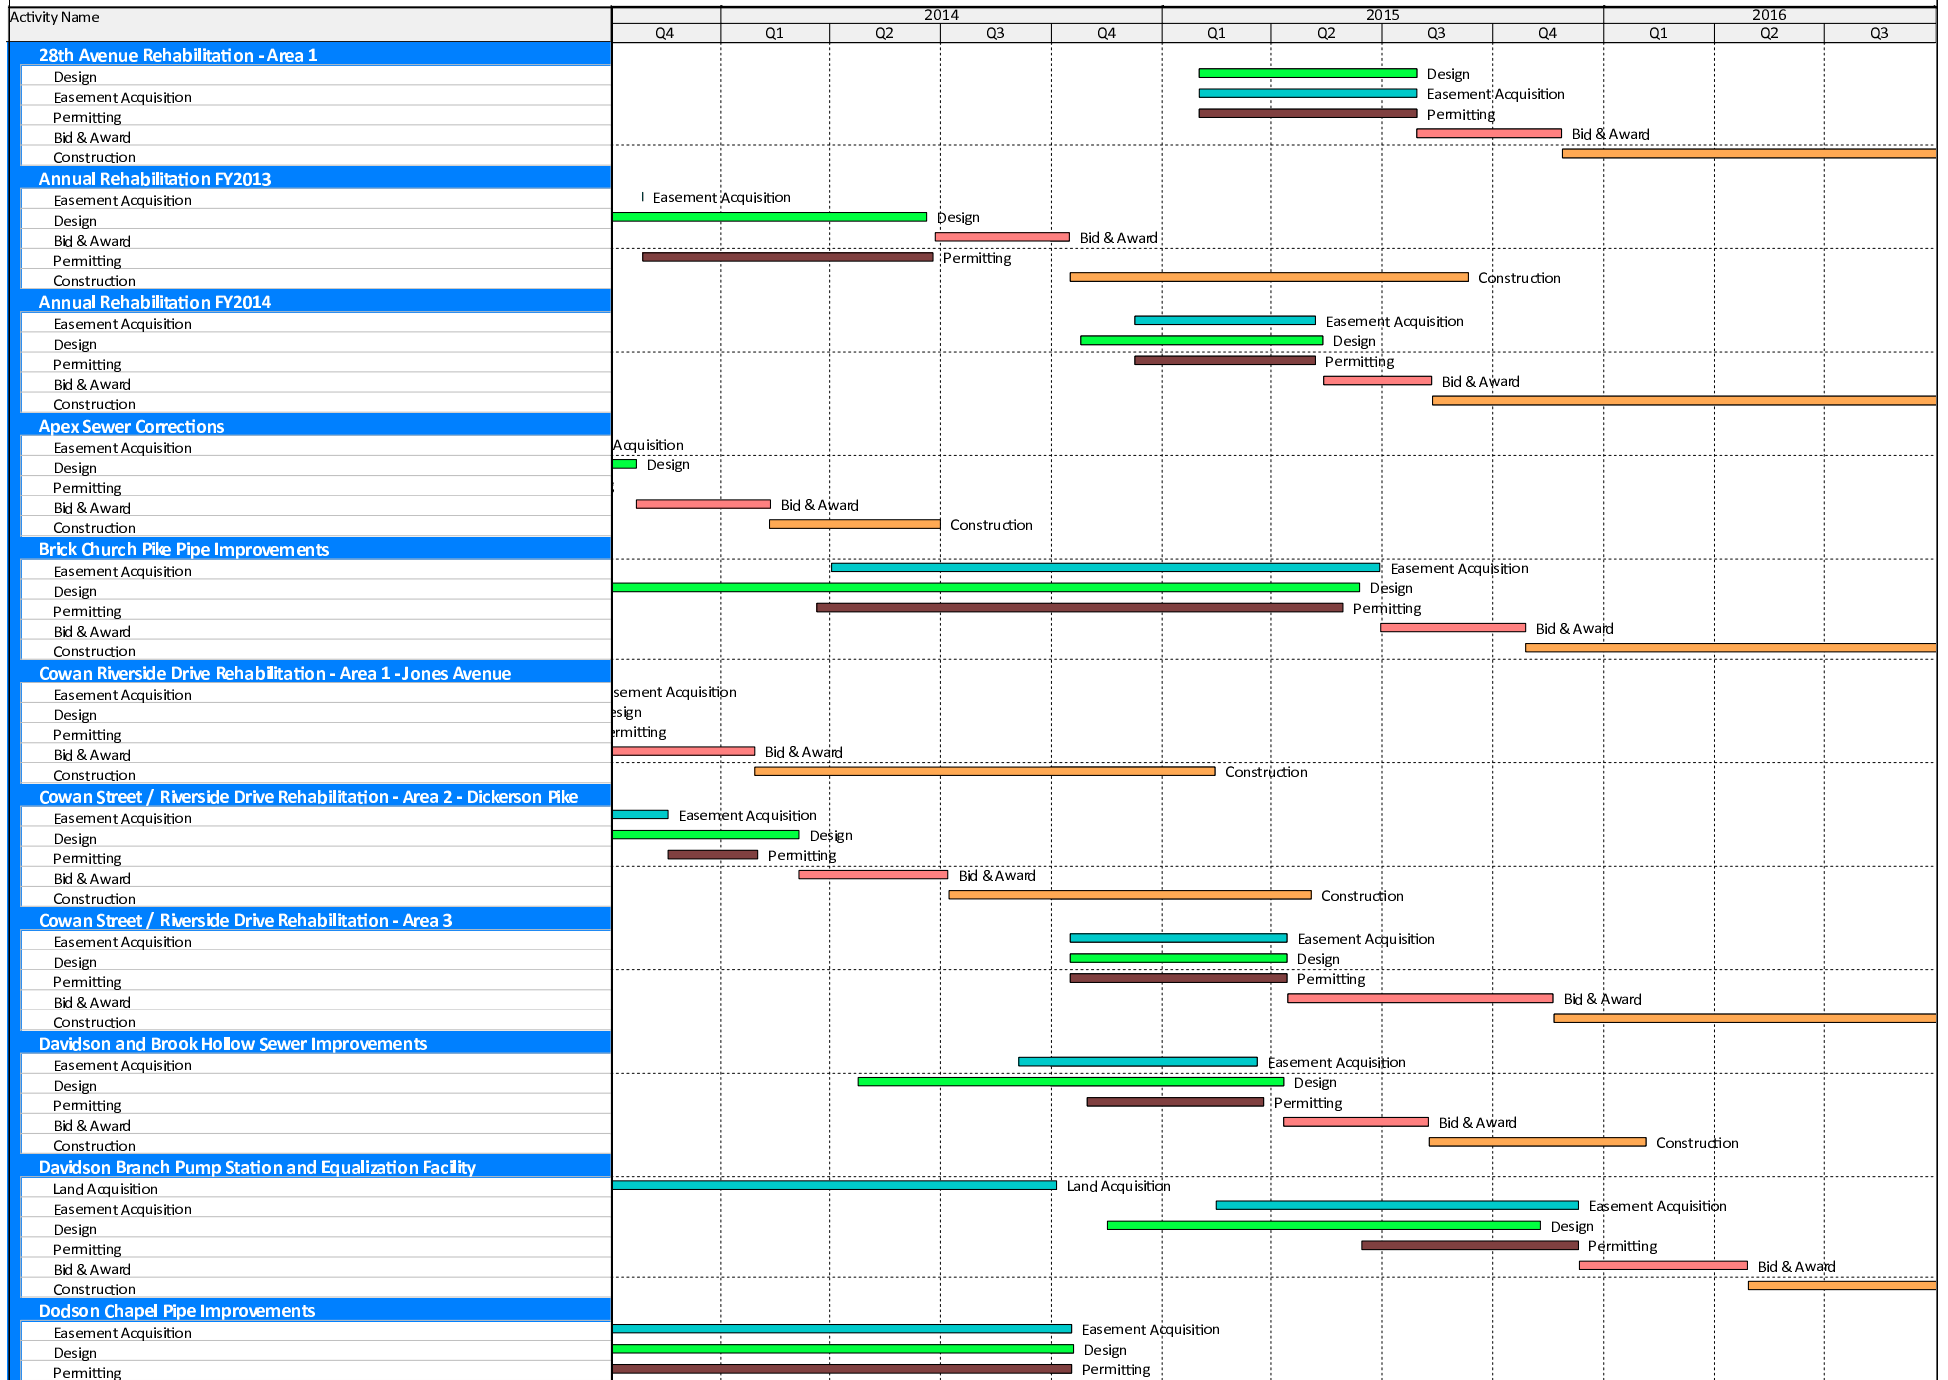 Activity Name
2014 2015 2016
Q4 Q1 Q2 Q3 Q4 Q1 Q2 Q3 Q4 Q1 Q2 Q3
28th Avenue Rehabilitation - Area 1
Design Design
Easement Acquisition Easement Acquisition
Permitting Permitting
Bid & Award Bid & Award
Construction
Annual Rehabilitation FY2013
Easement Acquisition Easement Acquisition
Design Design
Bid & Award Bid & Award
Permitting Permitting
Construction Construction
Annual Rehabilitation FY2014
Easement Acquisition Easement Acquisition
Design Design
Permitting Permitting
Bid & Award Bid & Award
Construction
Apex Sewer Corrections
Easement Acquisition Acquisition
Design Design
Permitting
Bid & Award Bid & Award
Construction Construction
Brick Church Pike Pipe Improvements
Easement Acquisition Easement Acquisition
Design Design
Permitting Permitting
Bid & Award Bid & Award
Construction
Cowan Riverside Drive Rehabilitation - Area 1 - Jones Avenue
Easement Acquisition sement Acquisition
Design esign
Permitting ermitting
Bid & Award Bid & Award
Construction Construction
Cowan Street / Riverside Drive Rehabilitation - Area 2 - Dickerson Pike
Easement Acquisition Easement Acquisition
Design Design
Permitting Permitting
Bid & Award Bid & Award
Construction Construction
Cowan Street / Riverside Drive Rehabilitation - Area 3
Easement Acquisition Easement Acquisition
Design Design
Permitting Permitting
Bid & Award Bid & Award
Construction
Davidson and Brook Hollow Sewer Improvements
Easement Acquisition Easement Acquisition
Design Design
Permitting Permitting
Bid & Award Bid & Award
Construction Construction
Davidson Branch Pump Station and Equalization Facility
Land Acquisition Land Acquisition
Easement Acquisition Easement Acquisition
Design Design
Permitting Permitting
Bid & Award Bid & Award
Construction
Dodson Chapel Pipe Improvements
Easement Acquisition Easement Acquisition
Design Design
Permitting Permitting